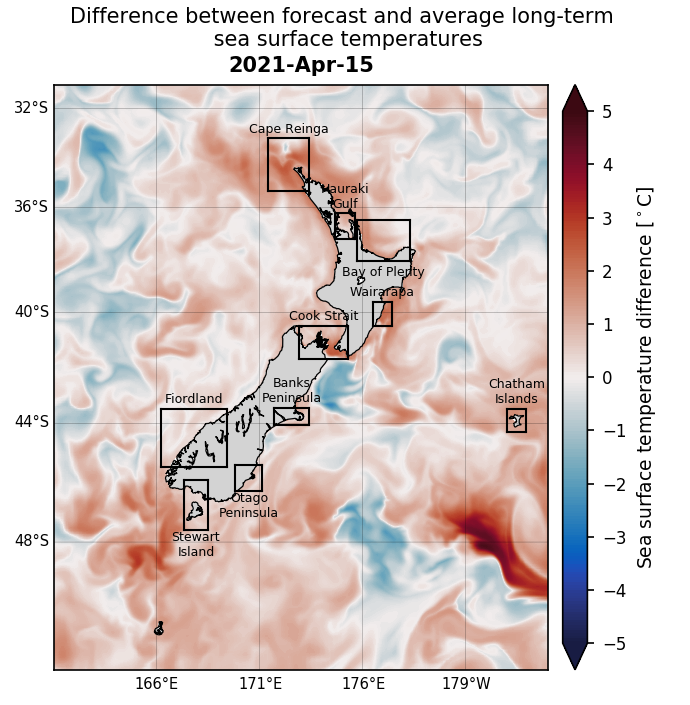 Difference between forecast and average long-term
sea surface temperatures
2021-Apr-15
32°S
36°S
40°S
44°S
48°S
Cape Reinga
Hauraki
Gulf
Bay of Plenty
Wairarapa
Cook Strait
Banks
Peninsula
Fiordland
Chatham
Islands
Otago
Peninsula
Stewart
Island
166°E
171°E
176°E
179°W
5
4
3
2
1
0
−1
−2
−3
−4
−5
Sea surface temperature difference [°C]